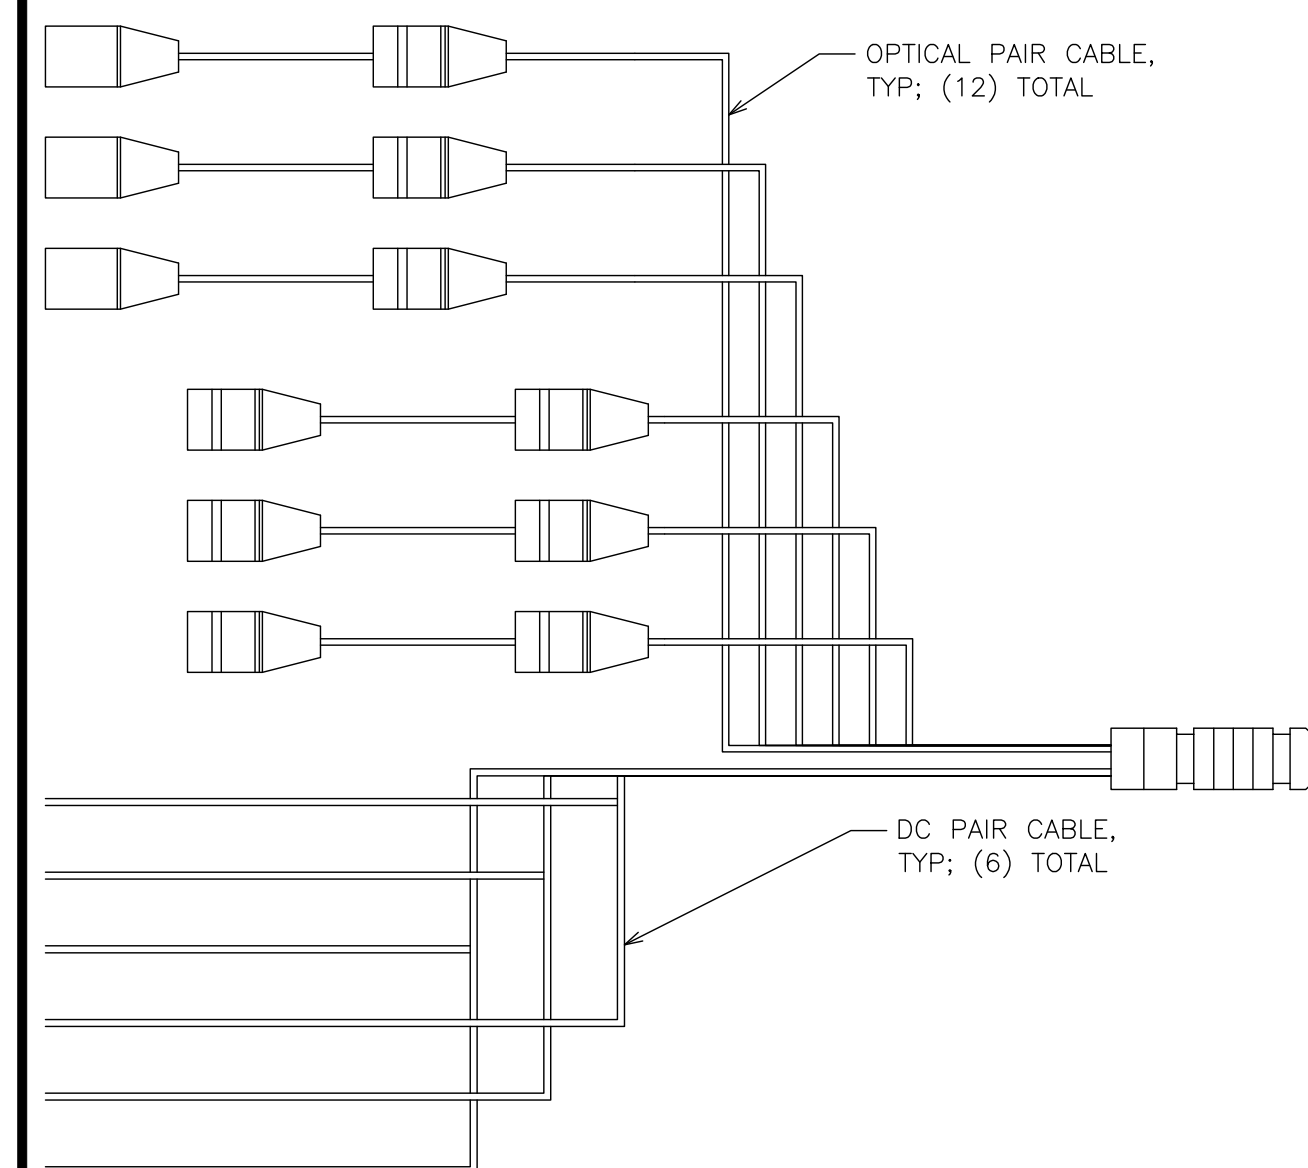 OPTICAL PAIR CABLE,
TYP; (12) TOTAL
DC PAIR CABLE,
TYP; (6) TOTAL